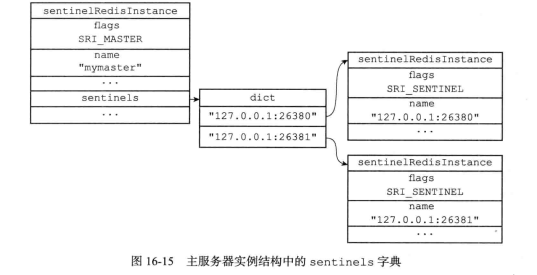 sentinelRedisInstance
flags
SRI_MASTER
name
"mymaster"
...
sentinels
...
dict
"127.0.0.1:26380"
"127.0.0.1:26381"
sentinelRedisInstance
flags
SRI_SENTINEL
name
"127.0.0.1:26380"
...
sentinelRedisInstance
flags
SRI_SENTINEL
name
"127.0.0.1:26381"
...
图 16-15 主服务器实例结构中的 sentinels 字典